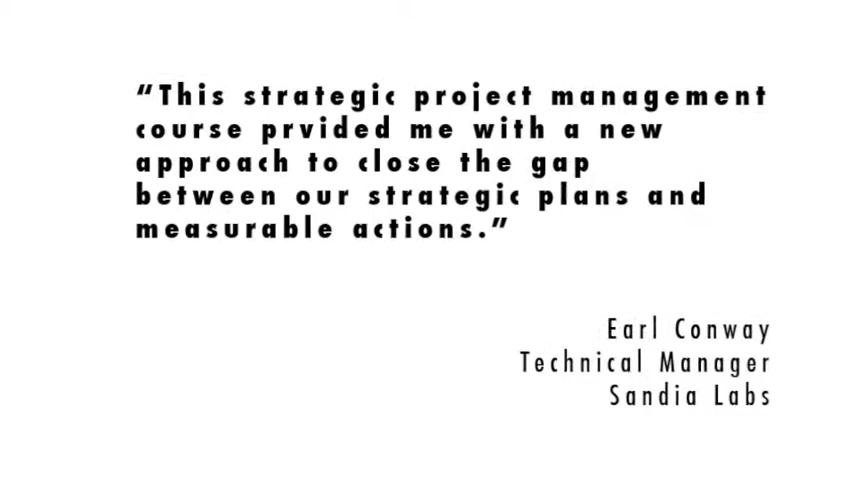 “This strategic project management
course prvided me with a new
approach to close the gap
between our strategic plans and
measurable actions.”
Earl Conway
Technical Manager
Sandia Labs